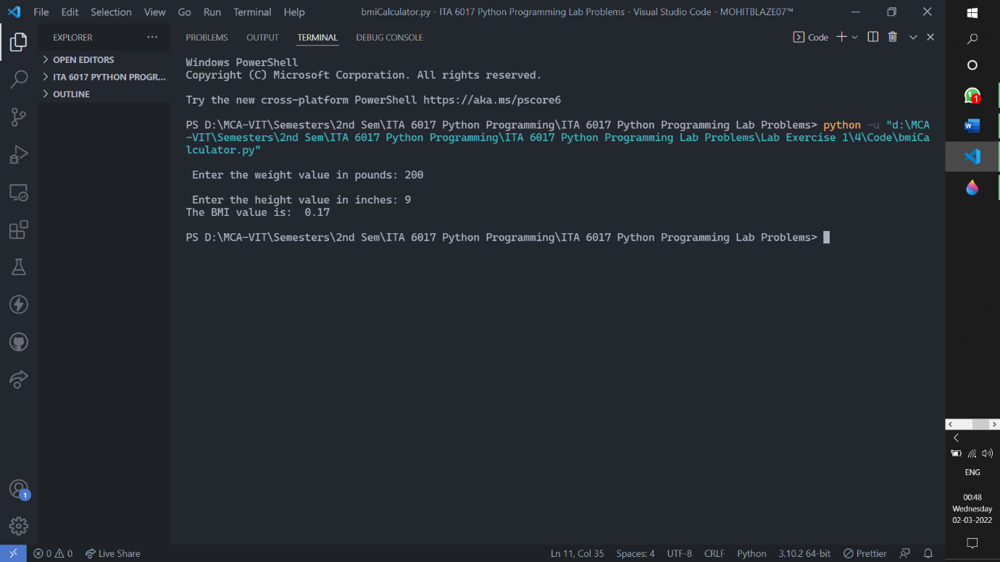 File Edit Selection View Go Run Terminal Help
bmiCalculator.py - ITA 6017 Python Programming Lab Problems - Visual Studio Code - MOHITBLAZE07™
EXPLORER ...
OPEN EDITORS
ITA 6017 PYTHON PROGR...
OUTLINE
PROBLEMS OUTPUT TERMINAL DEBUG CONSOLE
Code
Windows PowerShell
Copyright (C) Microsoft Corporation. All rights reserved.
Try the new cross-platform PowerShell https://aka.ms/pscore6
PS D:\MCA-VIT\Semesters\2nd Sem\ITA 6017 Python Programming\ITA 6017 Python Programming Lab Problems> python -u "d:\MCA
-VIT\Semesters\2nd Sem\ITA 6017 Python Programming\ITA 6017 Python Programming Lab Problems\Lab Exercise 1\4\Code\bmiCa
lculator.py"
Enter the weight value in pounds: 200
Enter the height value in inches: 9
The BMI value is:  0.17
PS D:\MCA-VIT\Semesters\2nd Sem\ITA 6017 Python Programming\ITA 6017 Python Programming Lab Problems>
1
1
W
ENG
00:48
Wednesday
02-03-2022
0 0 Live Share
Ln 11, Col 35 Spaces: 4 UTF-8 CRLF Python 3.10.2 64-bit Prettier